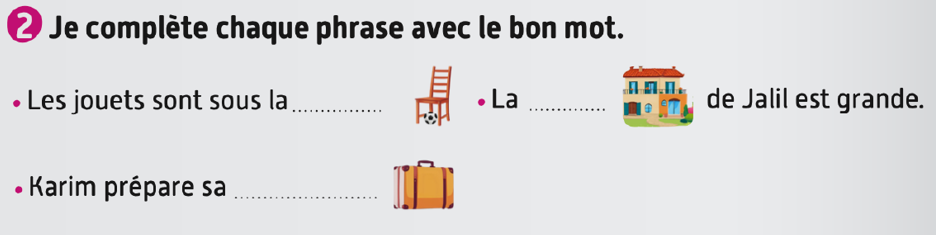 2 Je complète chaque phrase avec le bon mot.
• Les jouets sont sous la ............... • La ............. de Jalil est grande.
• Karim prépare sa ........................